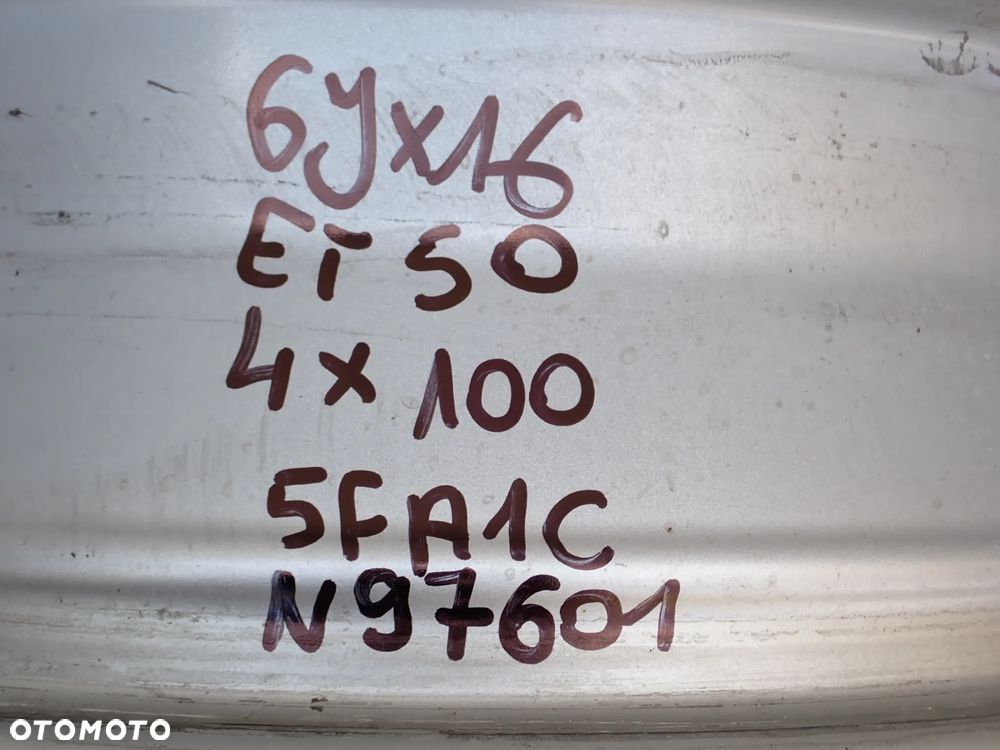 6Jx16
ET 50
4x100
5FA1C
N97601
OTOMOTO